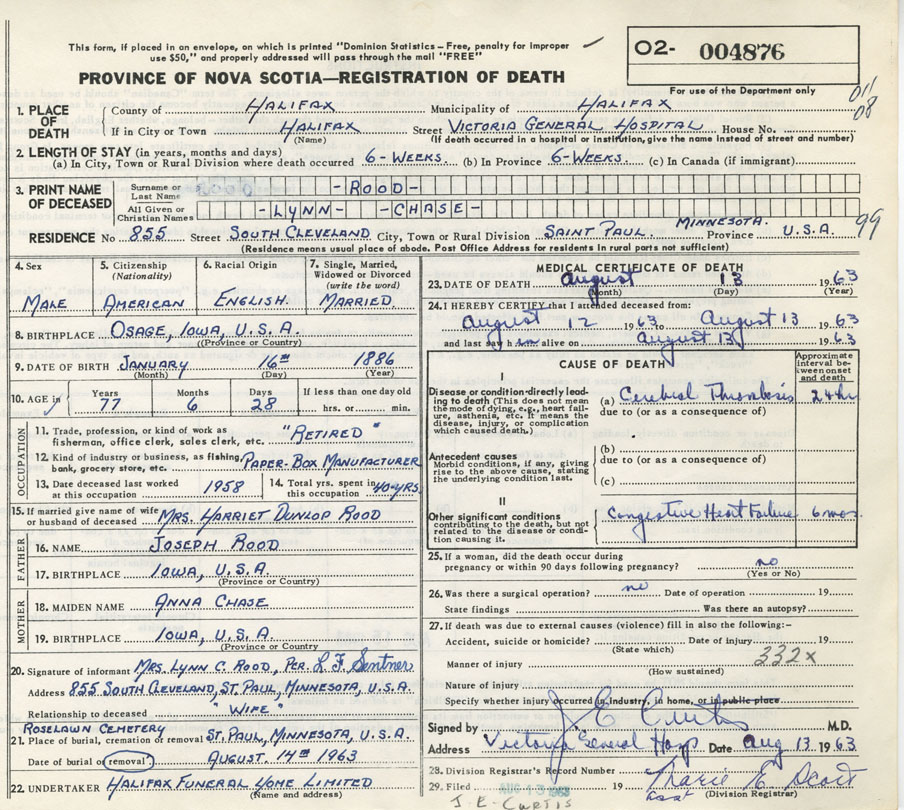 This form, if placed in an envelope, on which is printed "Dominion Statistics – Free, penalty for improper
use $50," and properly addressed will pass through the mail "FREE"
PROVINCE OF NOVA SCOTIA—REGISTRATION OF DEATH
O2- 004876
For use of the Department only
011
08
1. PLACE OF DEATH
County of HALIFAX Municipality of HALIFAX
If in City or Town HALIFAX Street VICTORIA GENERAL HOSPITAL House No.
(Name) (If death occurred in a hospital or institution, give the name instead of street and number)
2. LENGTH OF STAY (in years, months and days)
(a) In City, Town or Rural Division where death occurred 6-WEEKS. (b) In Province 6-WEEKS. (c) In Canada (if immigrant)
3. PRINT NAME OF DECEASED
Surname or Last Name -ROOD-
All Given or Christian Names -LYNN- -CHASE-
RESIDENCE No 855 Street SOUTH CLEVELAND City, Town or Rural Division SAINT PAUL MINNESOTA. Province U.S.A. 99
(Residence means usual place of abode. Post Office Address for residents in rural parts not sufficient)
4. Sex
MALE
5. Citizenship
(Nationality)
AMERICAN
6. Racial Origin
ENGLISH.
7. Single, Married, Widowed or Divorced
(write the word)
MARRIED.
8. BIRTHPLACE OSAGE, IOWA, U.S.A.
(Province or Country)
9. DATE OF BIRTH JANUARY 16TH 1886
(Month) (Day) (Year)
10. AGE in Years 77 Months 6 Days 28 If less than one day old
hrs. or min.
OCCUPATION
11. Trade, profession, or kind of work as
fisherman, office clerk, sales clerk, etc. "RETIRED"
12. Kind of industry or business, as fishing,
bank, grocery store, etc. PAPER-BOX MANUFACTURER
13. Date deceased last worked
at this occupation 1958
14. Total yrs. spent in
this occupation 40-YRS.
15. If married give name of wife
or husband of deceased MRS. HARRIET DUNLOP ROOD
FATHER
16. NAME JOSEPH ROOD
17. BIRTHPLACE IOWA, U.S.A.
(Province or Country)
MOTHER
18. MAIDEN NAME ANNA CHASE
19. BIRTHPLACE IOWA, U.S.A.
(Province or Country
20. Signature of informant MRS. LYNN C. ROOD, PER. L F Sentner
Address 855 SOUTH CLEVELAND, ST. PAUL, MINNESOTA, U.S.A.
Relationship to deceased "WIFE"
ROSELAWN CEMETERY
21. Place of burial, cremation or removal ST. PAUL, MINNESOTA, U.S.A.
Date of burial or removal AUGUST. 14TH 1963
22. UNDERTAKER HALIFAX FUNERAL HOME LIMITED
(Name and address)
MEDICAL CERTIFICATE OF DEATH
23. DATE OF DEATH August 13 1963
(Month) (Day) (Year)
24. I HEREBY CERTIFY that I attended deceased from:
August 12 1963 to August 13 1963
and last saw h im alive on August 13 1963
CAUSE OF DEATH
Approximate interval between onset and death
I
Disease or condition directly leading
to death (This does not mean
the mode of dying, e.g., heart failure,
asthenia, etc. It means the
disease, injury, or complication
which caused death.)
(a) Cerebral Thrombosis 24 hr
due to (or as a consequence of)
Antecedent causes
Morbid conditions, if any, giving
rise to the above cause, stating
the underlying condition last.
(b)
due to (or as a consequence of)
(c)
II
Other significant conditions
contributing to the death, but not
related to the disease or condition
causing it.
Congestive Heart Failure 6 mos.
25. If a woman, did the death occur during
pregnancy or within 90 days following pregnancy? no
(Yes or No)
26. Was there a surgical operation? no Date of operation 19
State findings Was there an autopsy?
27. If death was due to external causes (violence) fill in also the following:-
Accident, suicide or homicide? Date of injury 19
(State which)
Manner of injury 332x
(How sustained)
Nature of injury
Specify whether injury occurred in industry, in home, or in public place
Signed by J E Curtis M.D.
Address Victoria General Hosp Date Aug 13 1963
28. Division Registrar's Record Number
29. Filed AUG 13 1963 19 Marie E. Scott
asst (Division Registrar)
J.E. CURTIS